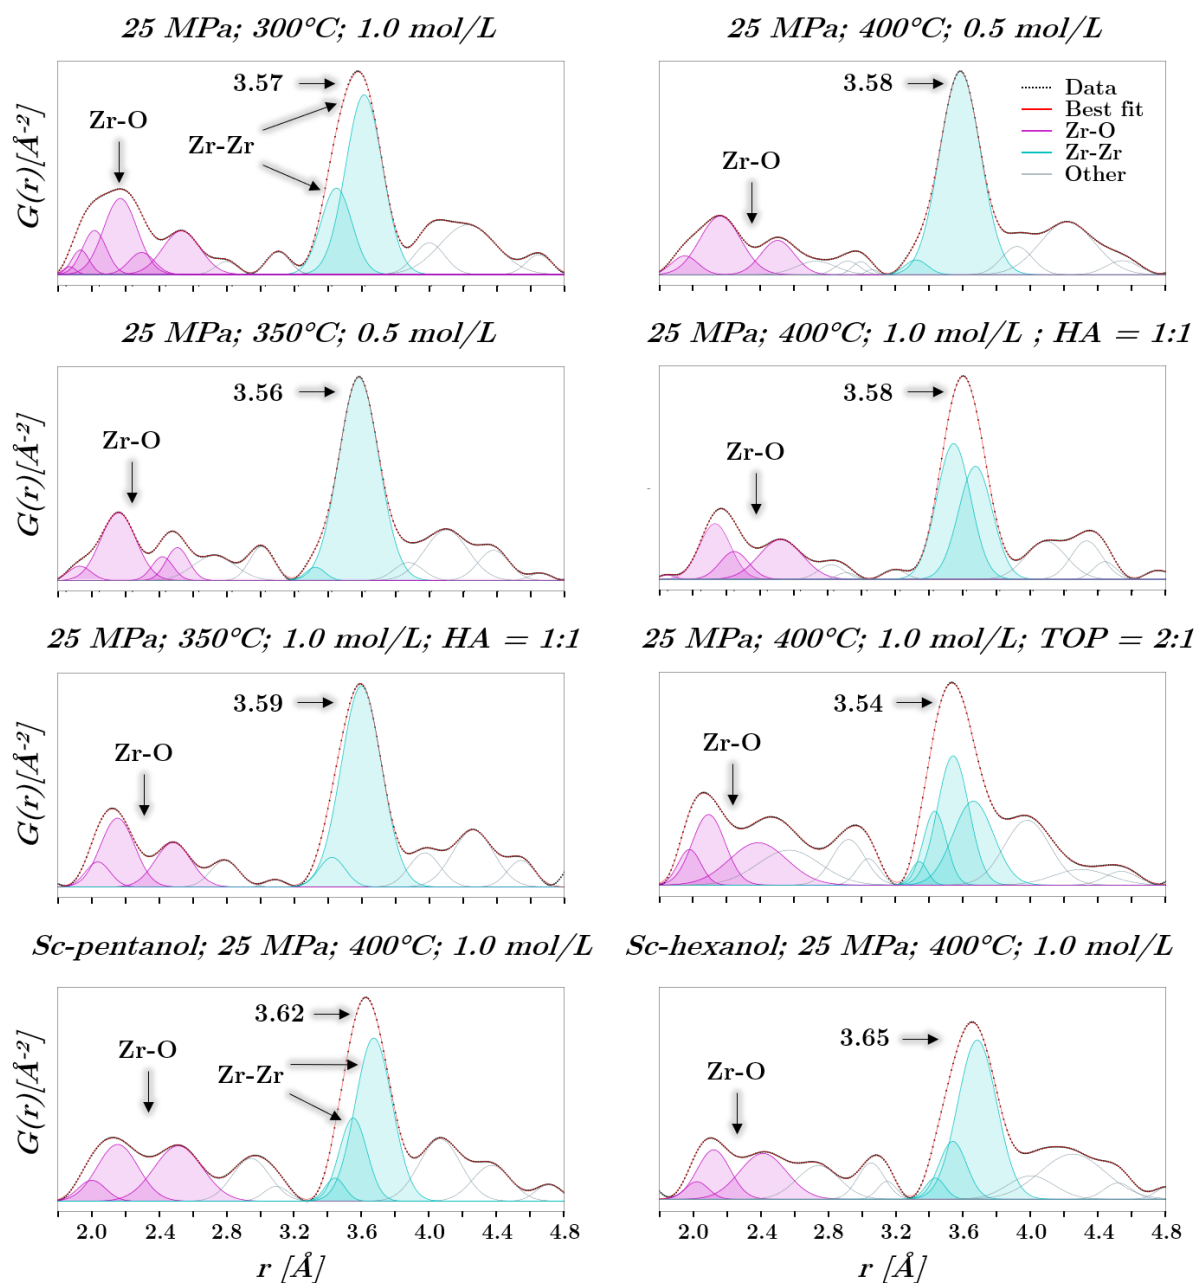 25 MPa; 300°C; 1.0 mol/L
25 MPa; 400°C; 0.5 mol/L
G(r)[Å-2]
3.57
Zr-O
Zr-Zr
3.58
Zr-O
Data
Best fit
Zr-O
Zr-Zr
Other
25 MPa; 350°C; 0.5 mol/L
25 MPa; 400°C; 1.0 mol/L ; HA = 1:1
G(r)[Å-2]
3.56
Zr-O
3.58
Zr-O
25 MPa; 350°C; 1.0 mol/L; HA = 1:1
25 MPa; 400°C; 1.0 mol/L; TOP = 2:1
G(r)[Å-2]
3.59
Zr-O
3.54
Zr-O
Sc-pentanol; 25 MPa; 400°C; 1.0 mol/L
Sc-hexanol; 25 MPa; 400°C; 1.0 mol/L
G(r)[Å-2]
3.62
Zr-O
Zr-Zr
3.65
Zr-O
2.0 2.4 2.8 3.2 3.6 4.0 4.4 4.8
2.0 2.4 2.8 3.2 3.6 4.0 4.4 4.8
r [Å]
r [Å]